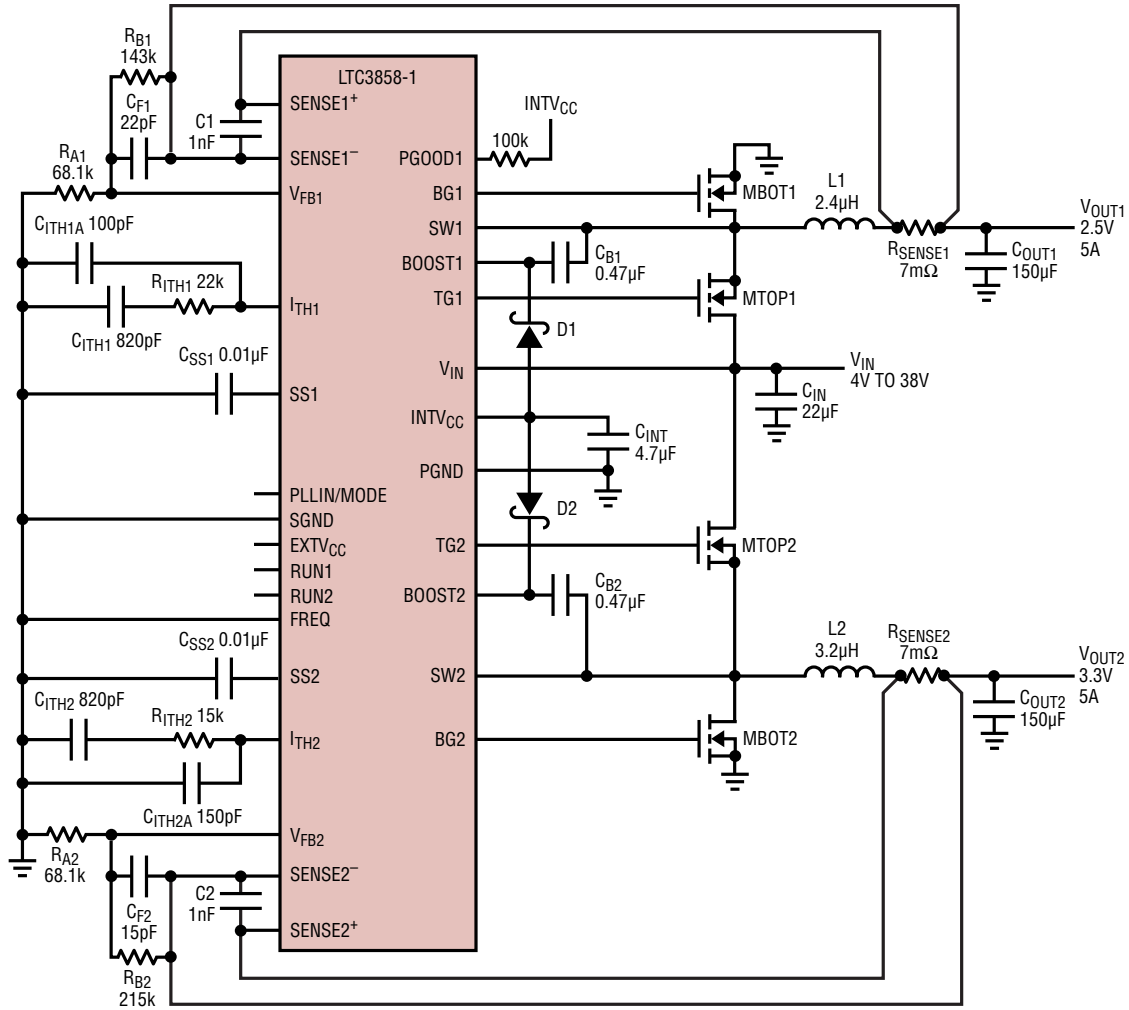 LTC3858-1
RB1
143k
CF1
22pF
RA1
68.1k
C1
1nF
SENSE1+
SENSE1–
VFB1
CITH1A 100pF
RITH1 22k
ITH1
CITH1 820pF
CSS1 0.01µF
SS1
PLLIN/MODE
SGND
EXTVCC
RUN1
RUN2
FREQ
CSS2 0.01µF
SS2
CITH2 820pF
RITH2 15k
ITH2
CITH2A 150pF
VFB2
RA2
68.1k
SENSE2–
C2
1nF
CF2
15pF
SENSE2+
RB2
215k
INTVCC
100k
PGOOD1
BG1
SW1
BOOST1
TG1
VIN
INTVCC
PGND
TG2
BOOST2
SW2
BG2
CB1
0.47µF
D1
CINT
4.7µF
D2
CB2
0.47µF
MBOT1
MTOP1
MTOP2
MBOT2
L1
2.4µH
RSENSE1
7mΩ
COUT1
150µF
VOUT1
2.5V
5A
VIN
4V TO 38V
CIN
22µF
L2
3.2µH
RSENSE2
7mΩ
COUT2
150µF
VOUT2
3.3V
5A